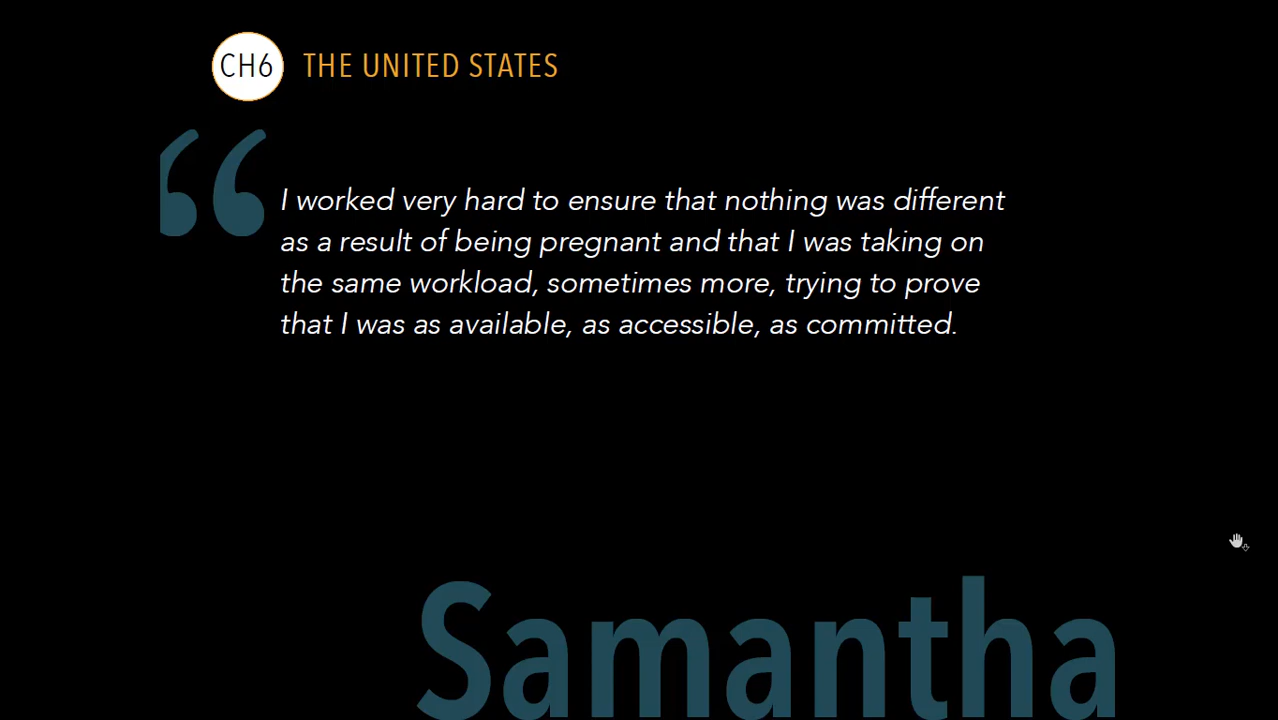 CH6 THE UNITED STATES
“
I worked very hard to ensure that nothing was different
as a result of being pregnant and that I was taking on
the same workload, sometimes more, trying to prove
that I was as available, as accessible, as committed.
Samantha